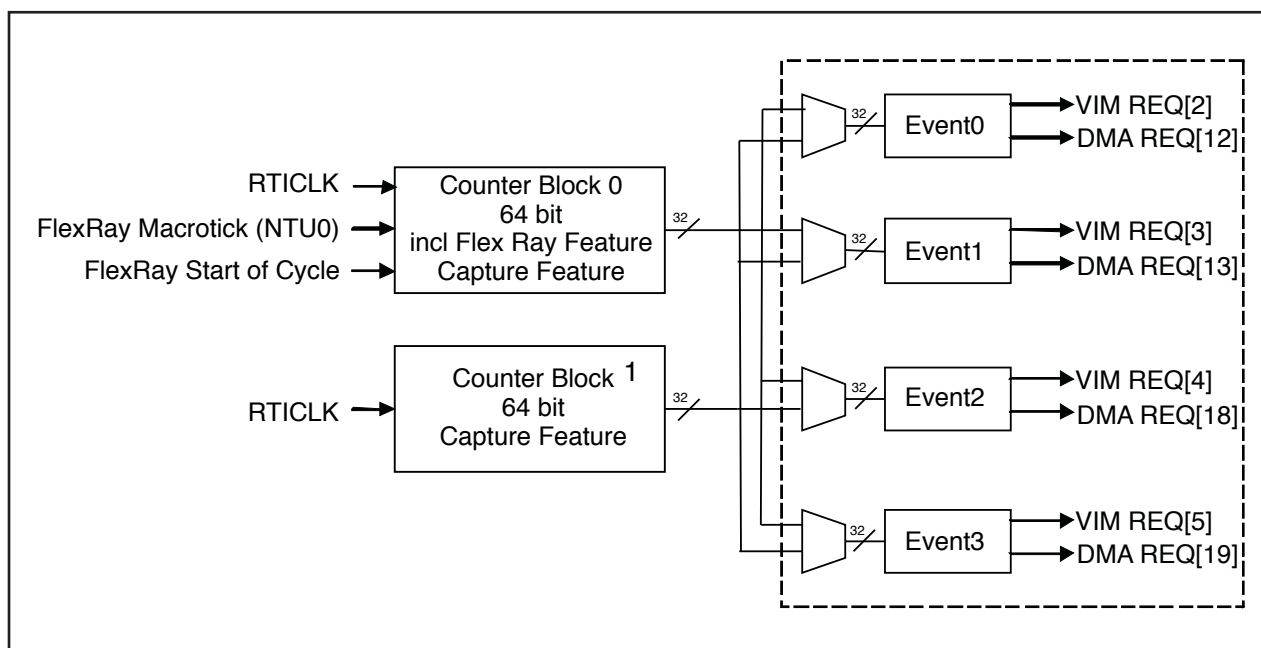 VIM REQ[2]
32
Event0
DMA REQ[12]
RTICLK
Counter Block 0
64 bit
incl Flex Ray Feature
Capture Feature
FlexRay Macrotick (NTU0)
FlexRay Start of Cycle
32
32
Event1
VIM REQ[3]
DMA REQ[13]
RTICLK
Counter Block 1
64 bit
Capture Feature
32
32
Event2
VIM REQ[4]
DMA REQ[18]
32
Event3
VIM REQ[5]
DMA REQ[19]